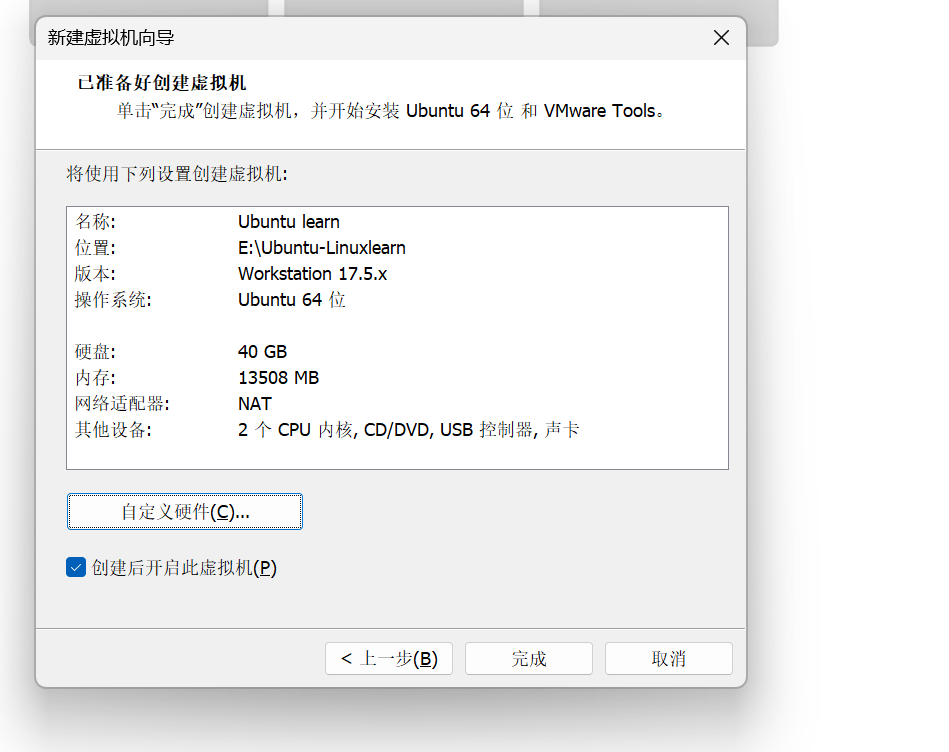 新建虚拟机向导
已准备好创建虚拟机
单击“完成”创建虚拟机，并开始安装 Ubuntu 64 位 和 VMware Tools。
将使用下列设置创建虚拟机:
名称: Ubuntu learn
位置: E:\Ubuntu-Linuxlearn
版本: Workstation 17.5.x
操作系统: Ubuntu 64 位
硬盘: 40 GB
内存: 13508 MB
网络适配器: NAT
其他设备: 2 个 CPU 内核, CD/DVD, USB 控制器, 声卡
自定义硬件(C)...
创建后开启此虚拟机(P)
< 上一步(B) 完成 取消